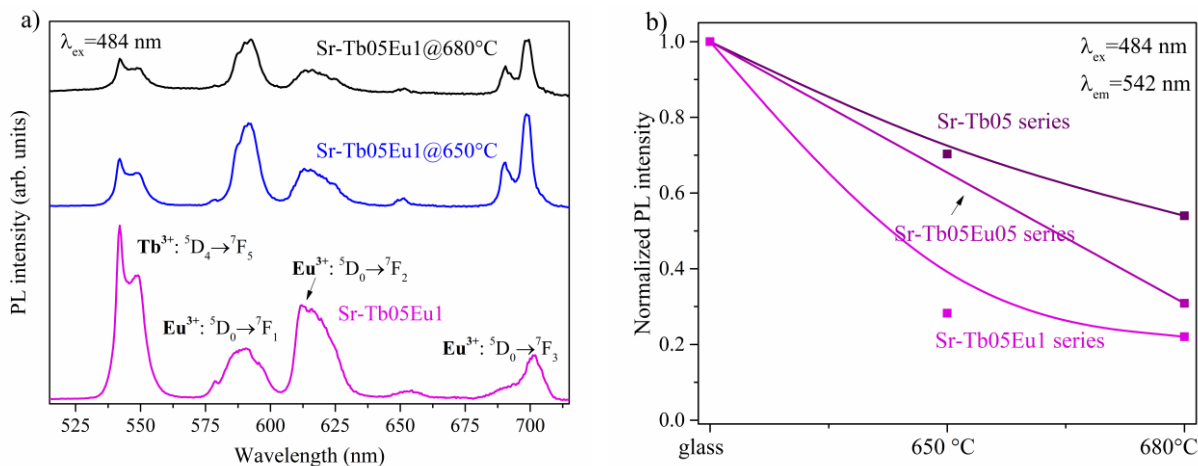 a)
λex=484 nm
Sr-Tb05Eu1@680°C
Sr-Tb05Eu1@650°C
Tb³⁺: ⁵D₄→⁷F₅
Eu³⁺: ⁵D₀→⁷F₂
Sr-Tb05Eu1
Eu³⁺: ⁵D₀→⁷F₁
Eu³⁺: ⁵D₀→⁷F₃
PL intensity (arb. units)
525 550 575 600 625 650 675 700
Wavelength (nm)
b)
λex=484 nm
λem=542 nm
Sr-Tb05 series
Sr-Tb05Eu05 series
Sr-Tb05Eu1 series
Normalized PL intensity
1.0
0.8
0.6
0.4
0.2
0.0
glass 650 °C 680°C